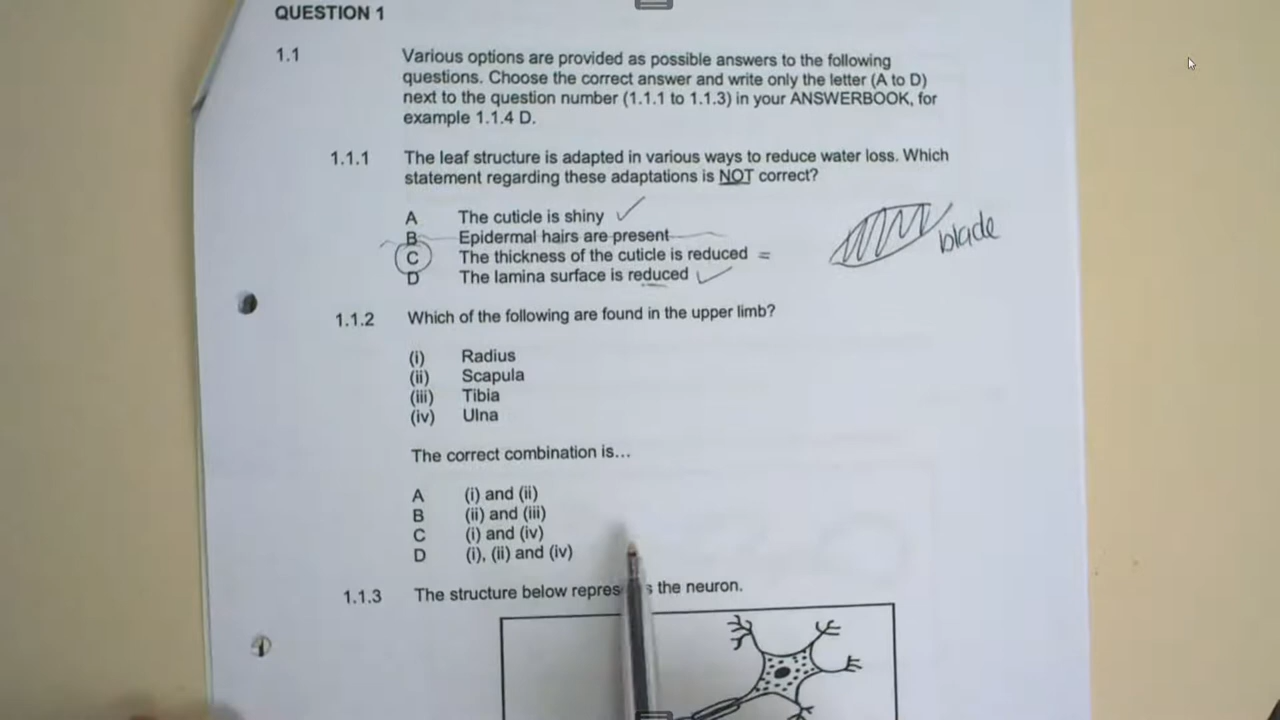 QUESTION 1
1.1 Various options are provided as possible answers to the following
questions. Choose the correct answer and write only the letter (A to D)
next to the question number (1.1.1 to 1.1.3) in your ANSWERBOOK, for
example 1.1.4 D.
1.1.1 The leaf structure is adapted in various ways to reduce water loss. Which
statement regarding these adaptations is NOT correct?
A The cuticle is shiny
B Epidermal hairs are present
C The thickness of the cuticle is reduced =
D The lamina surface is reduced
blade
1.1.2 Which of the following are found in the upper limb?
(i) Radius
(ii) Scapula
(iii) Tibia
(iv) Ulna
The correct combination is...
A (i) and (ii)
B (ii) and (iii)
C (i) and (iv)
D (i), (ii) and (iv)
1.1.3 The structure below repres s the neuron.